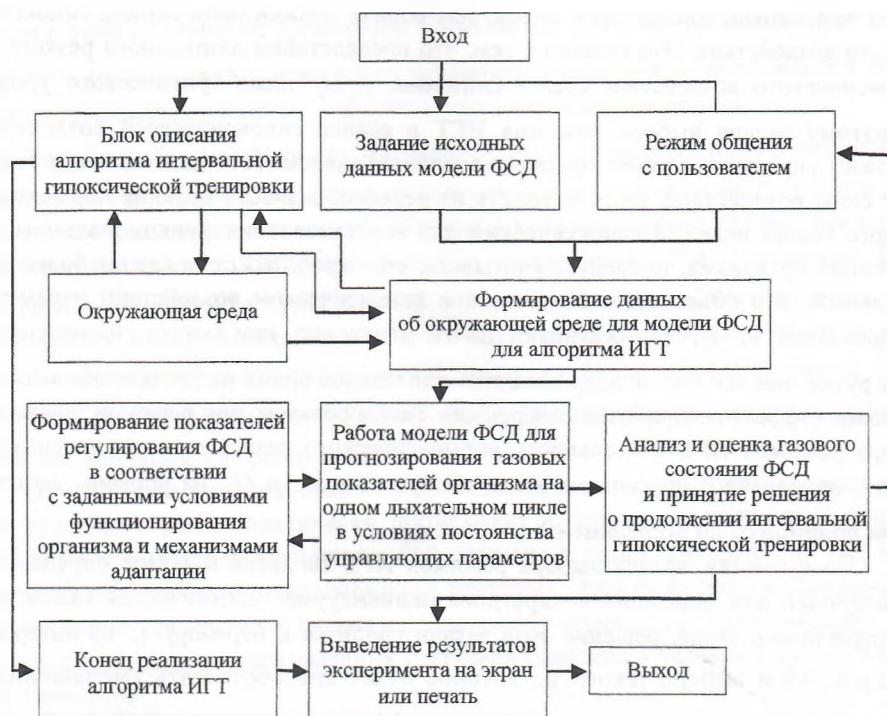 Вход
Блок описания
алгоритма интервальной
гипоксической тренировки
Задание исходных
данных модели ФСД
Режим общения
с пользователем
Окружающая среда
Формирование данных
об окружающей среде для модели ФСД
для алгоритма ИГТ
Формирование показателей
регулирования ФСД
в соответствии
с заданными условиями
функционирования
организма и механизмами
адаптации
Работа модели ФСД для
прогнозирования газовых
показателей организма на
одном дыхательном цикле
в условиях постоянства
управляющих параметров
Анализ и оценка газового
состояния ФСД
и принятие решения
о продолжении интервальной
гипоксической тренировки
Конец реализации
алгоритма ИГТ
Выведение результатов
эксперимента на экран
или печать
Выход